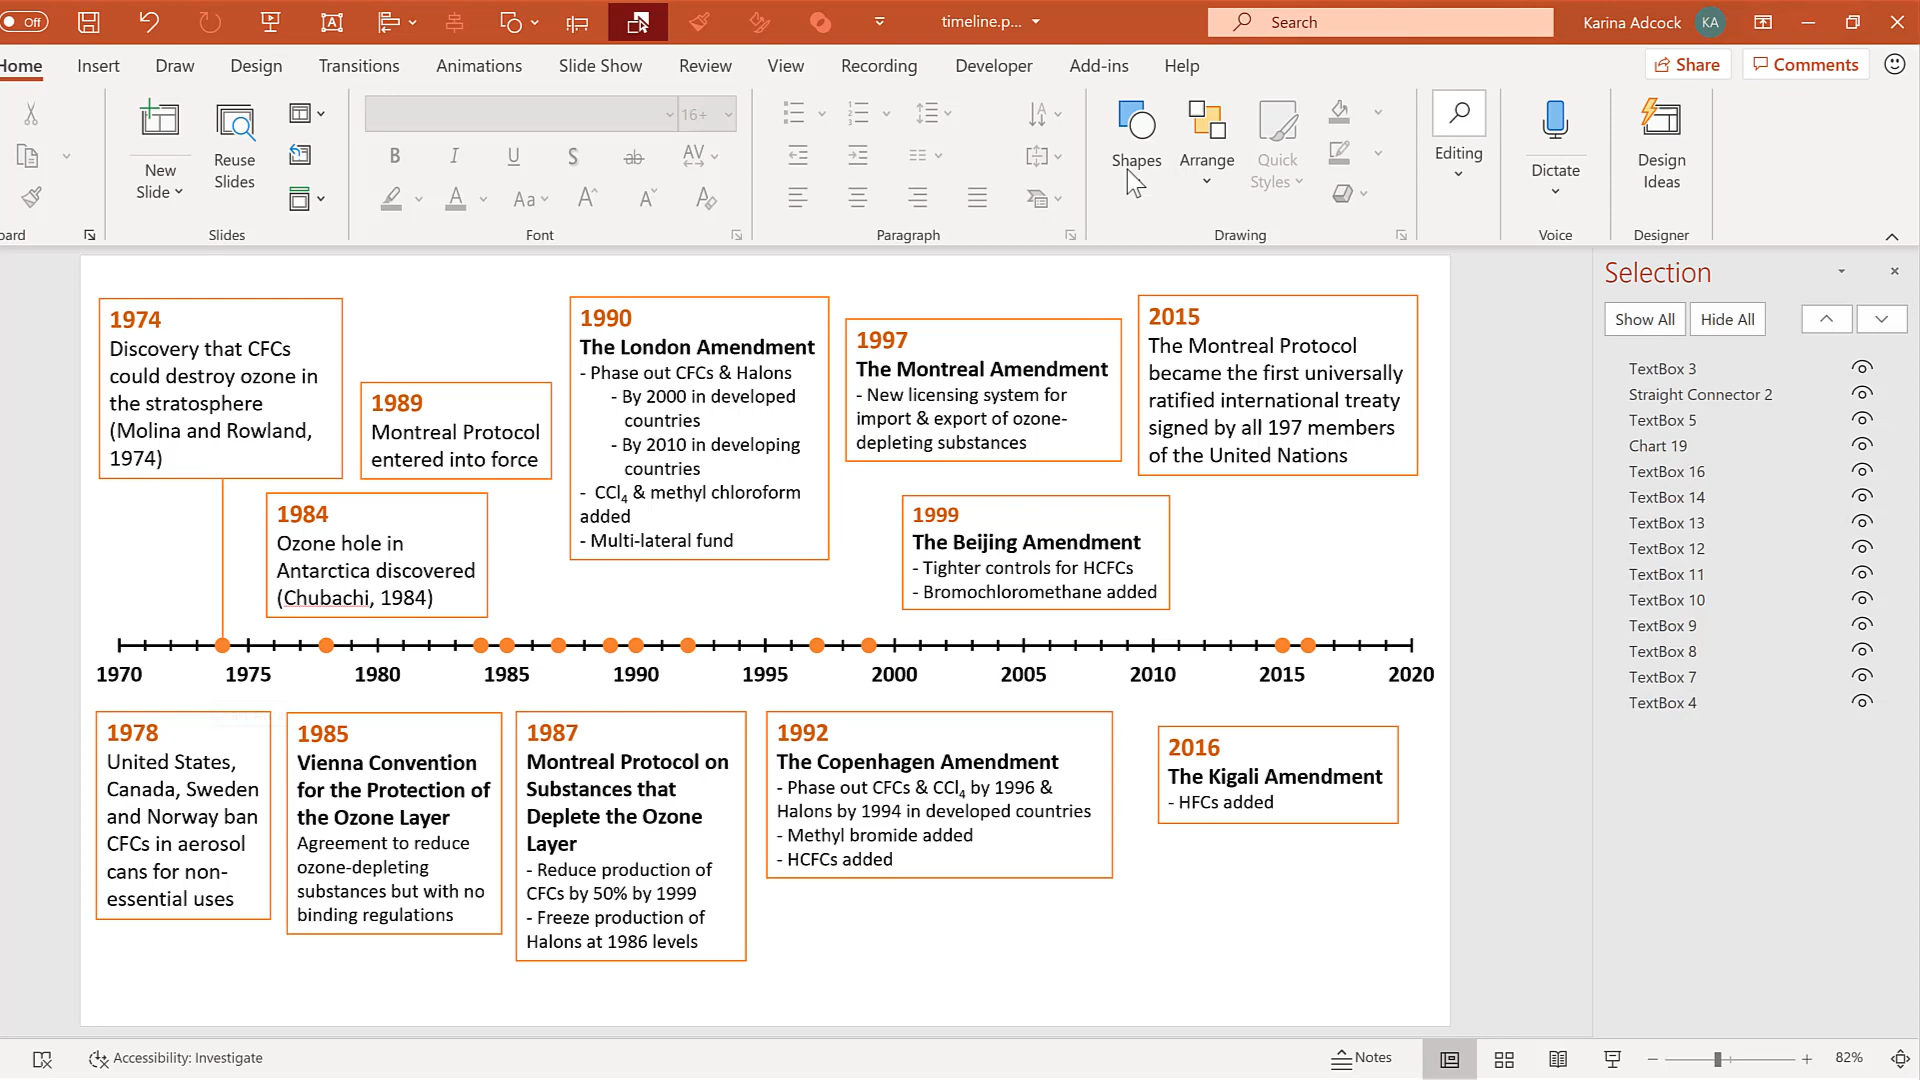 Off
timeline.p...
Search
Karina Adcock
KA
Home
Insert
Draw
Design
Transitions
Animations
Slide Show
Review
View
Recording
Developer
Add-ins
Help
Share
Comments
New
Slide
Reuse
Slides
16+
B
I
U
S
ab
AV
A
Aa
A
A
A
Shapes
Arrange
Quick
Styles
Editing
Dictate
Design
Ideas
oard
Slides
Font
Paragraph
Drawing
Voice
Designer
1974
Discovery that CFCs
could destroy ozone in
the stratosphere
(Molina and Rowland,
1974)
1989
Montreal Protocol
entered into force
1984
Ozone hole in
Antarctica discovered
(Chubachi, 1984)
1990
The London Amendment
- Phase out CFCs & Halons
- By 2000 in developed
countries
- By 2010 in developing
countries
- CCl₄ & methyl chloroform
added
- Multi-lateral fund
1997
The Montreal Amendment
- New licensing system for
import & export of ozone-
depleting substances
2015
The Montreal Protocol
became the first universally
ratified international treaty
signed by all 197 members
of the United Nations
1999
The Beijing Amendment
- Tighter controls for HCFCs
- Bromochloromethane added
1970 1975 1980 1985 1990 1995 2000 2005 2010 2015 2020
1978
United States,
Canada, Sweden
and Norway ban
CFCs in aerosol
cans for non-
essential uses
1985
Vienna Convention
for the Protection of
the Ozone Layer
Agreement to reduce
ozone-depleting
substances but with no
binding regulations
1987
Montreal Protocol on
Substances that
Deplete the Ozone
Layer
- Reduce production of
CFCs by 50% by 1999
- Freeze production of
Halons at 1986 levels
1992
The Copenhagen Amendment
- Phase out CFCs & CCl₄ by 1996 &
Halons by 1994 in developed countries
- Methyl bromide added
- HCFCs added
2016
The Kigali Amendment
- HFCs added
Selection
Show All
Hide All
TextBox 3
Straight Connector 2
TextBox 5
Chart 19
TextBox 16
TextBox 14
TextBox 13
TextBox 12
TextBox 11
TextBox 10
TextBox 9
TextBox 8
TextBox 7
TextBox 4
Accessibility: Investigate
Notes
82%